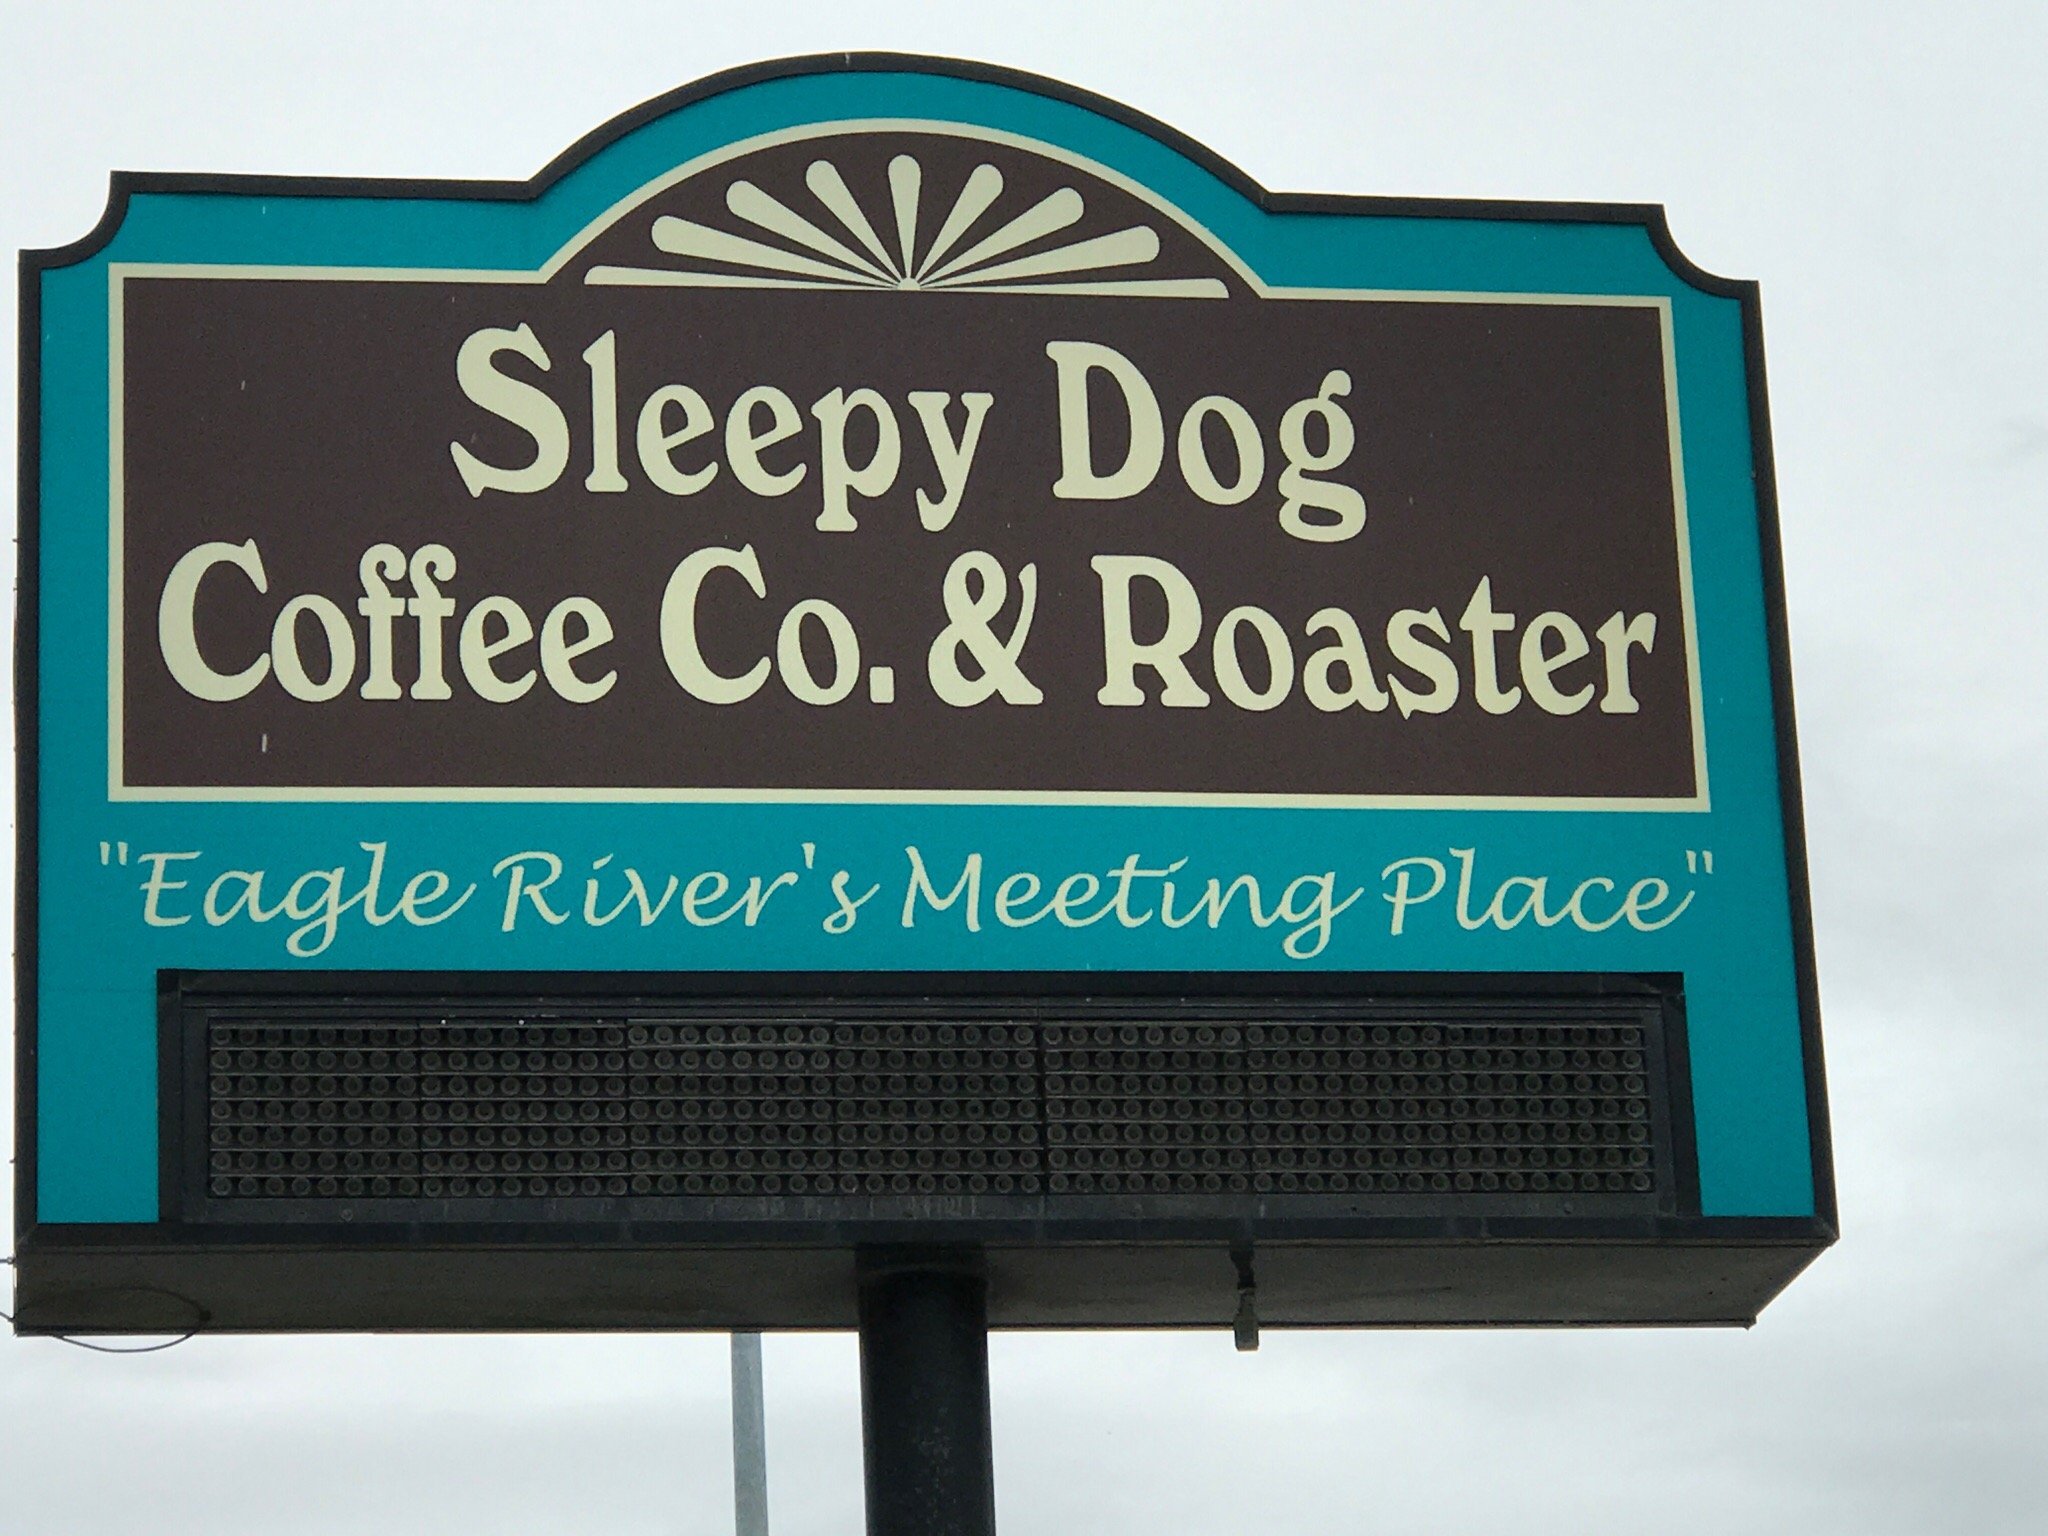 Sleepy Dog
Coffee Co. & Roaster
"Eagle River's Meeting Place"